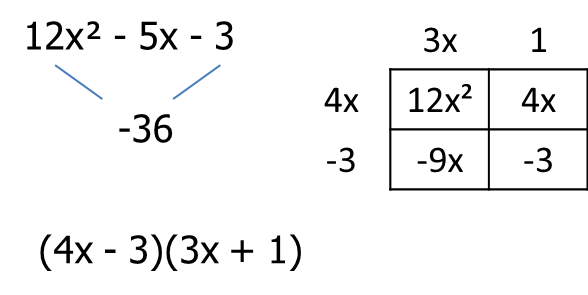 12x² - 5x - 3
-36
3x 1
4x 12x² 4x
-3 -9x -3
(4x - 3)(3x + 1)